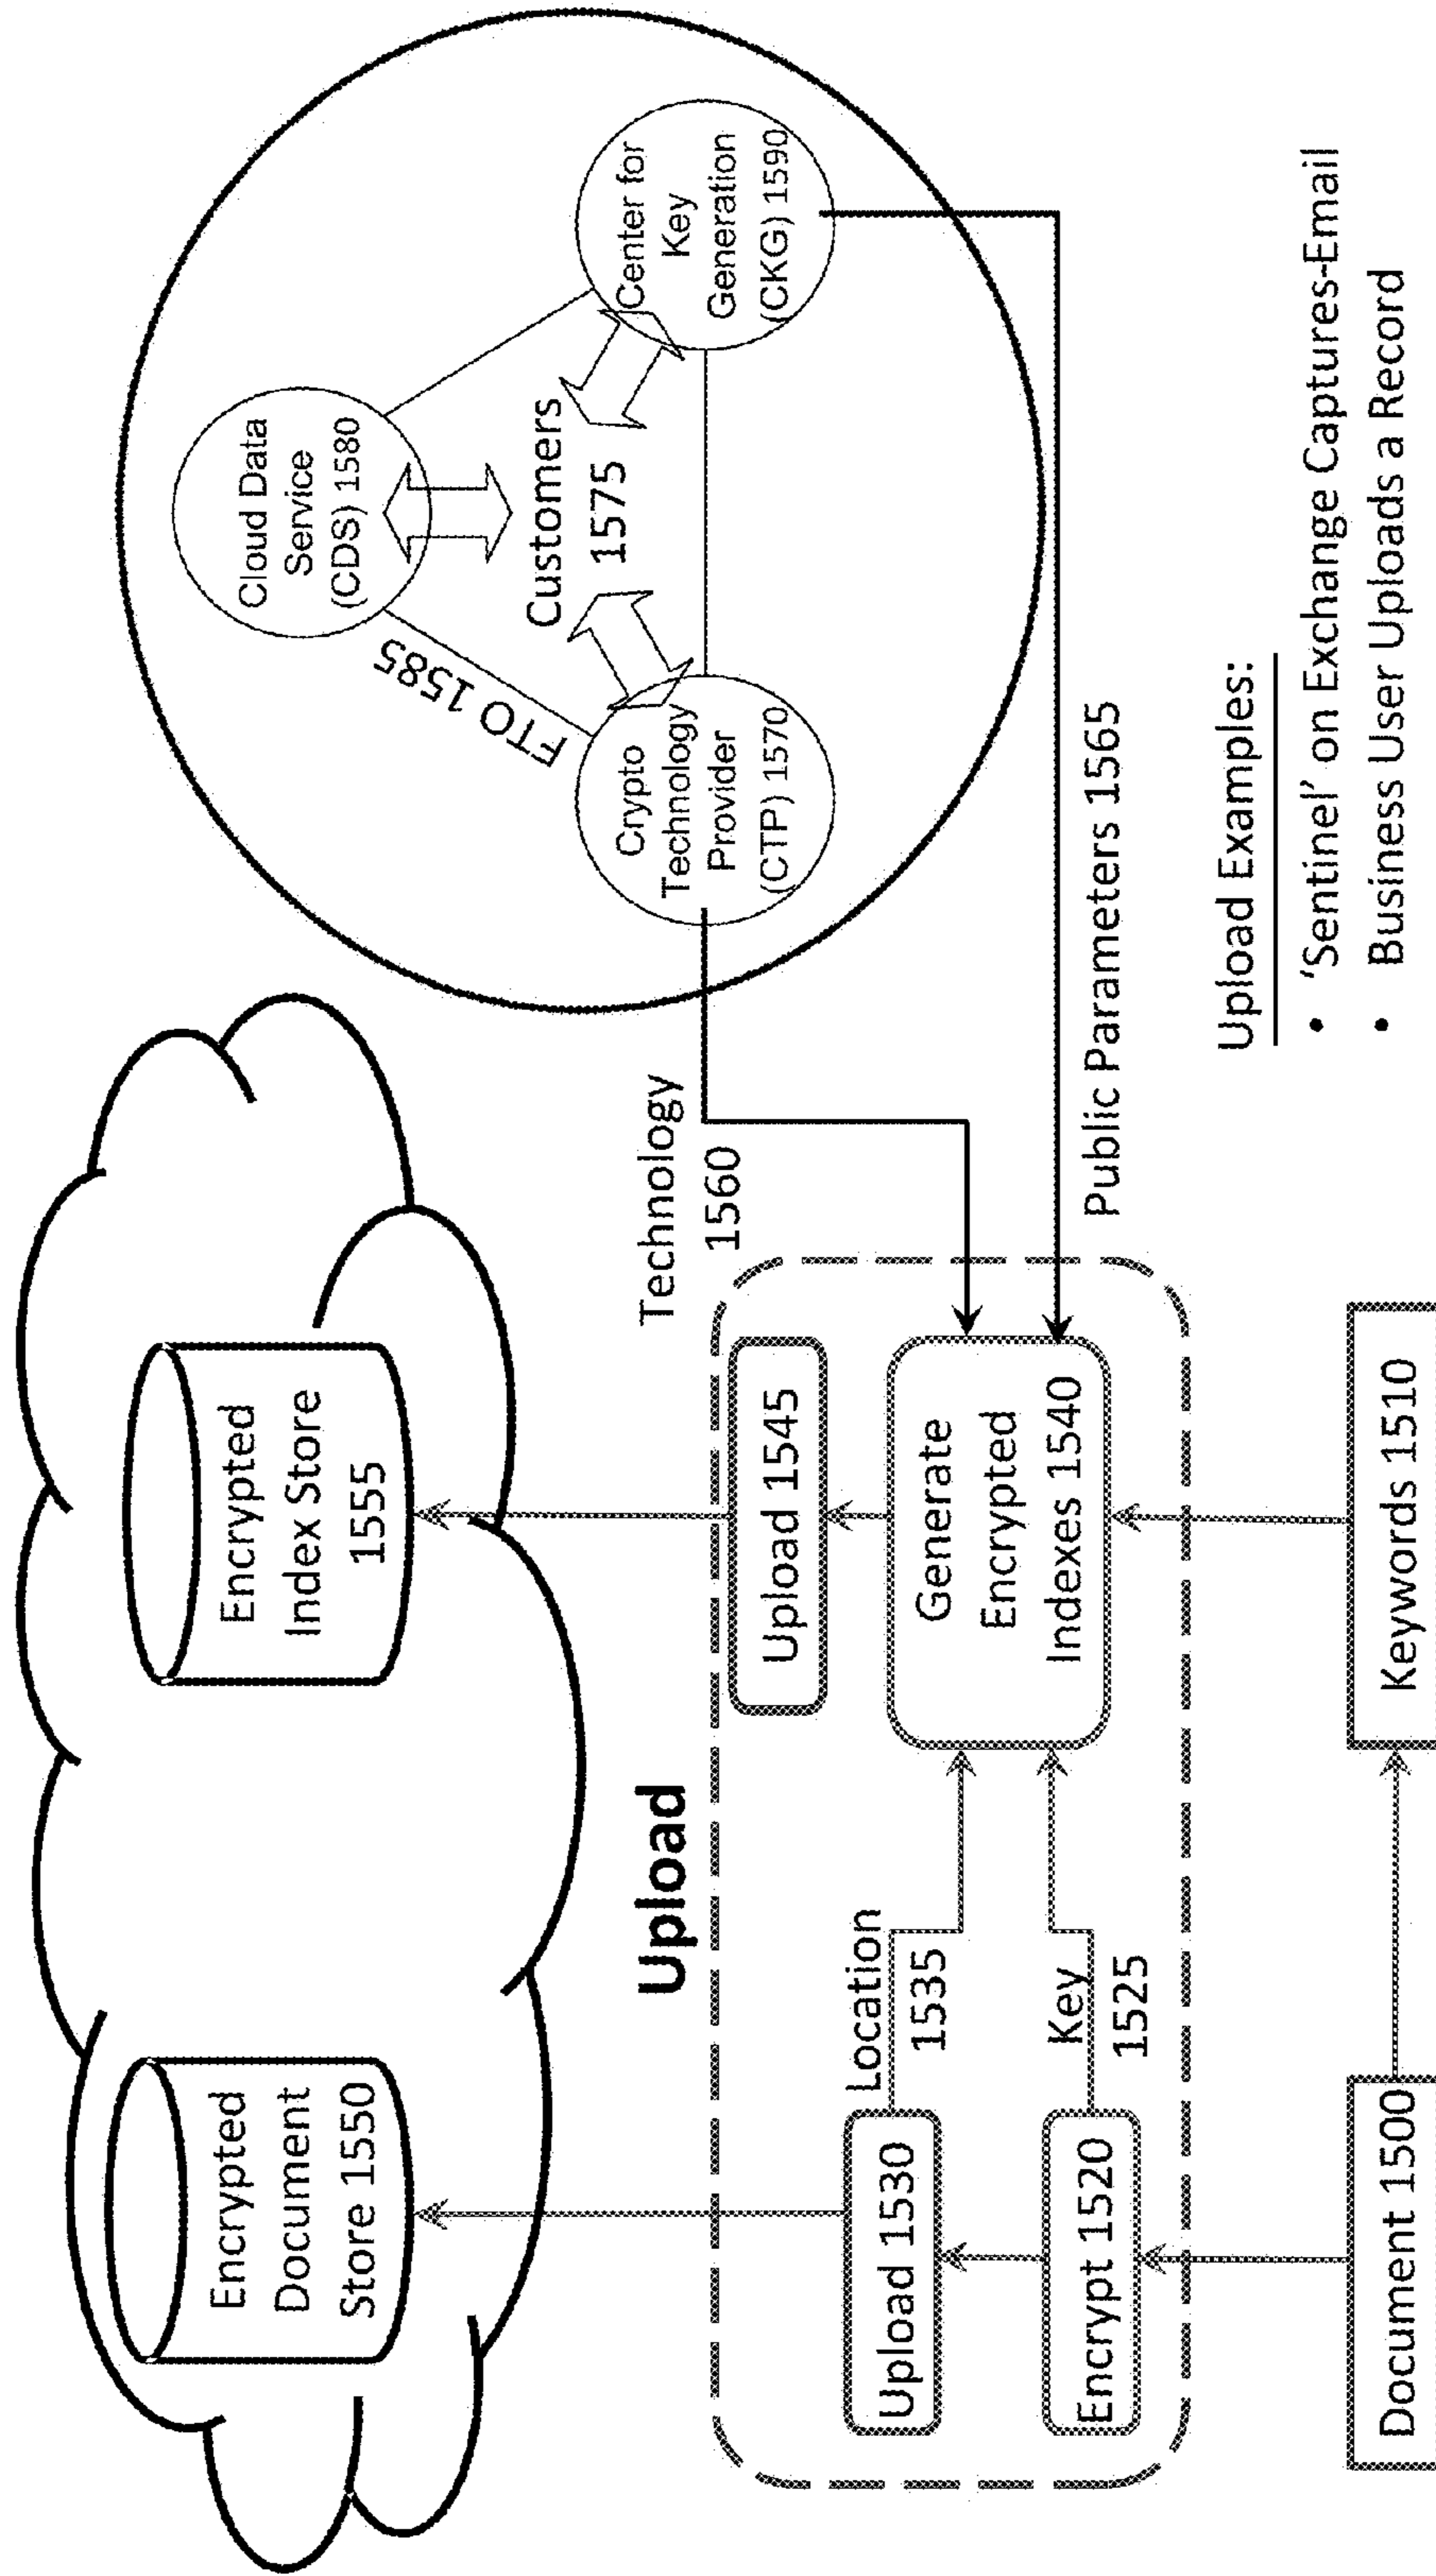 Encrypted
Document
Store 1550
Encrypted
Index Store
1555
Upload
Upload 1530
Location
1535
Encrypt 1520
Key
1525
Upload 1545
Generate
Encrypted
Indexes 1540
Document 1500
Keywords 1510
Technology
1560
Public Parameters 1565
Cloud Data
Service
(CDS) 1580
FTO 1585
Customers
1575
Crypto
Technology
Provider
(CTP) 1570
Center for
Key
Generation
(CKG) 1590
Upload Examples:
• 'Sentinel' on Exchange Captures-Email
• Business User Uploads a Record